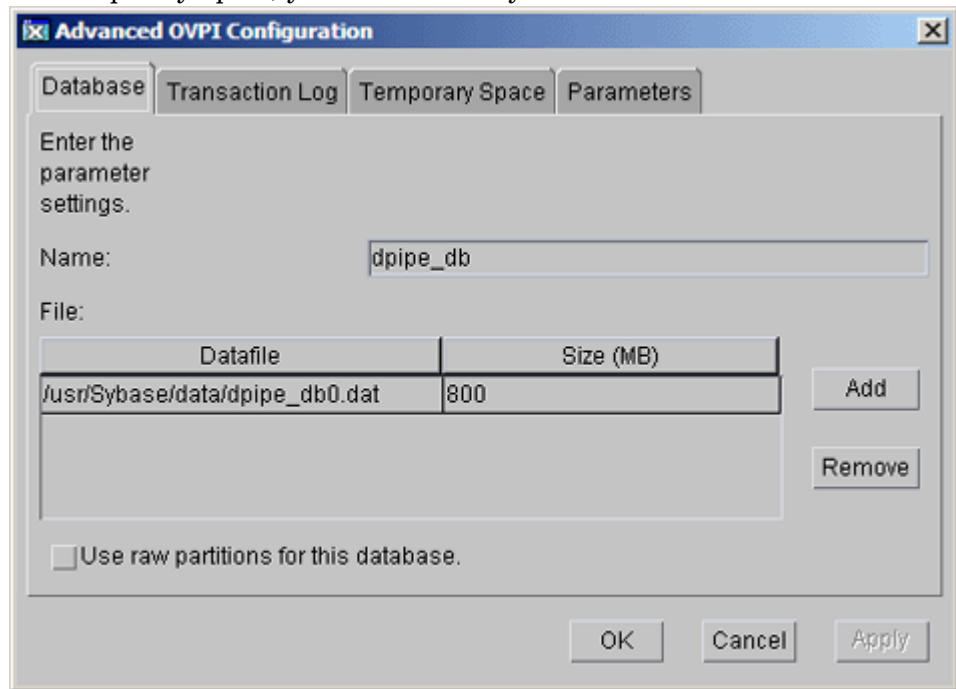 Advanced OVPI Configuration
Database Transaction Log Temporary Space Parameters
Enter the
parameter
settings.
Name: dpipe_db
File:
Datafile Size (MB)
/usr/Sybase/data/dpipe_db0.dat 800
Add
Remove
Use raw partitions for this database.
OK Cancel Apply